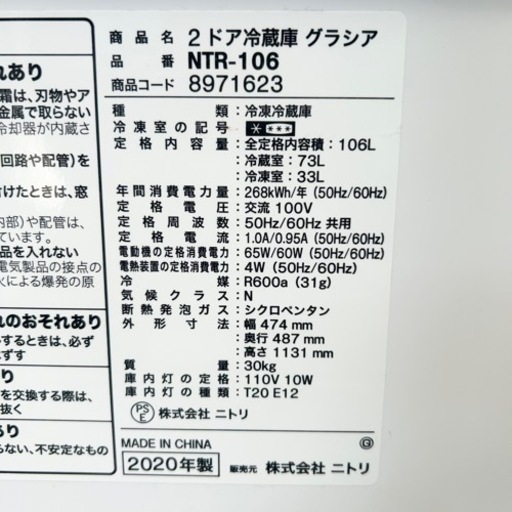 れあり
霜は、刃物やア
金属で取らない
冷却器が内蔵さ
回路や配管)を
付けたときは、窓
内部)や配管は、
品を入れない
電気製品の接点の
による爆発の原
れのおそれあり
するときは、必ず
ります
り
を交換する際は、
抜く
あり
らない、不安定なもの
商品名 2ドア冷蔵庫 グラシア
品番 NTR-106
商品コード 8971623
種類:冷凍冷蔵庫
冷凍室の記号:
定格内容量:全定格内容積:106L
冷蔵室:73L
冷凍室:33L
年間消費電力量:268kWh/年 (50Hz/60Hz)
定格電圧:交流 100V
定格周波数:50Hz/60Hz 共用
定格電流:1.0A/0.95A (50Hz/60Hz)
電動機の定格消費電力:65W/60W (50Hz/60Hz)
電熱装置の定格消費電力:4W (50Hz/60Hz)
冷媒:R600a (31g)
気候クラス:N
断熱発泡ガス:シクロペンタン
外形寸法:幅 474 mm
奥行 487 mm
高さ 1131 mm
質量:30kg
庫内灯の定格:110V 10W
庫内灯の種類:T20 E12
PSE 株式会社 ニトリ
MADE IN CHINA G
2020年製 販売元 株式会社 ニトリ